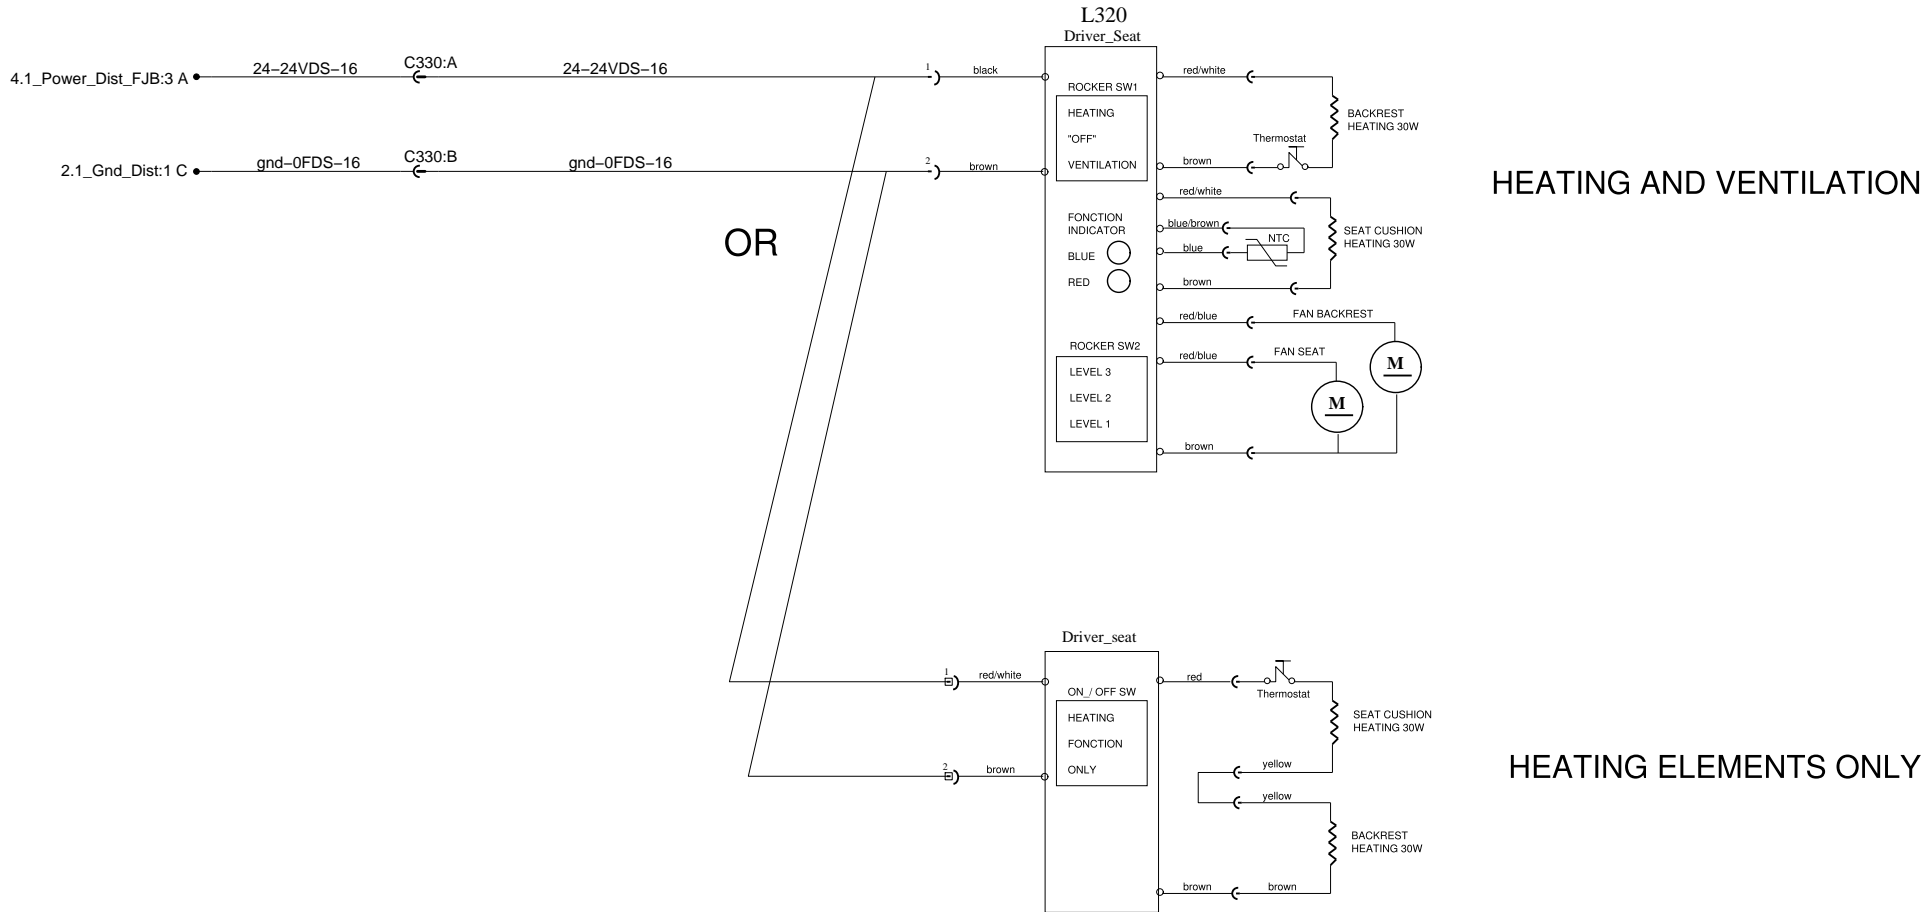 L320
Driver_Seat
4.1_Power_Dist_FJB:3 A
24–24VDS–16
C330:A
24–24VDS–16
1
black
red/white
ROCKER SW1
HEATING
"OFF"
VENTILATION
BACKREST
HEATING 30W
Thermostat
2.1_Gnd_Dist:1 C
gnd–0FDS–16
C330:B
gnd–0FDS–16
2
brown
brown
HEATING AND VENTILATION
red/white
FONCTION
INDICATOR
BLUE
RED
blue/brown
blue
NTC
SEAT CUSHION
HEATING 30W
brown
OR
red/blue
FAN BACKREST
ROCKER SW2
LEVEL 3
LEVEL 2
LEVEL 1
red/blue
FAN SEAT
M
M
brown
Driver_seat
1
red/white
ON_/ OFF SW
HEATING
FONCTION
ONLY
red
Thermostat
SEAT CUSHION
HEATING 30W
2
brown
yellow
yellow
HEATING ELEMENTS ONLY
BACKREST
HEATING 30W
brown
brown